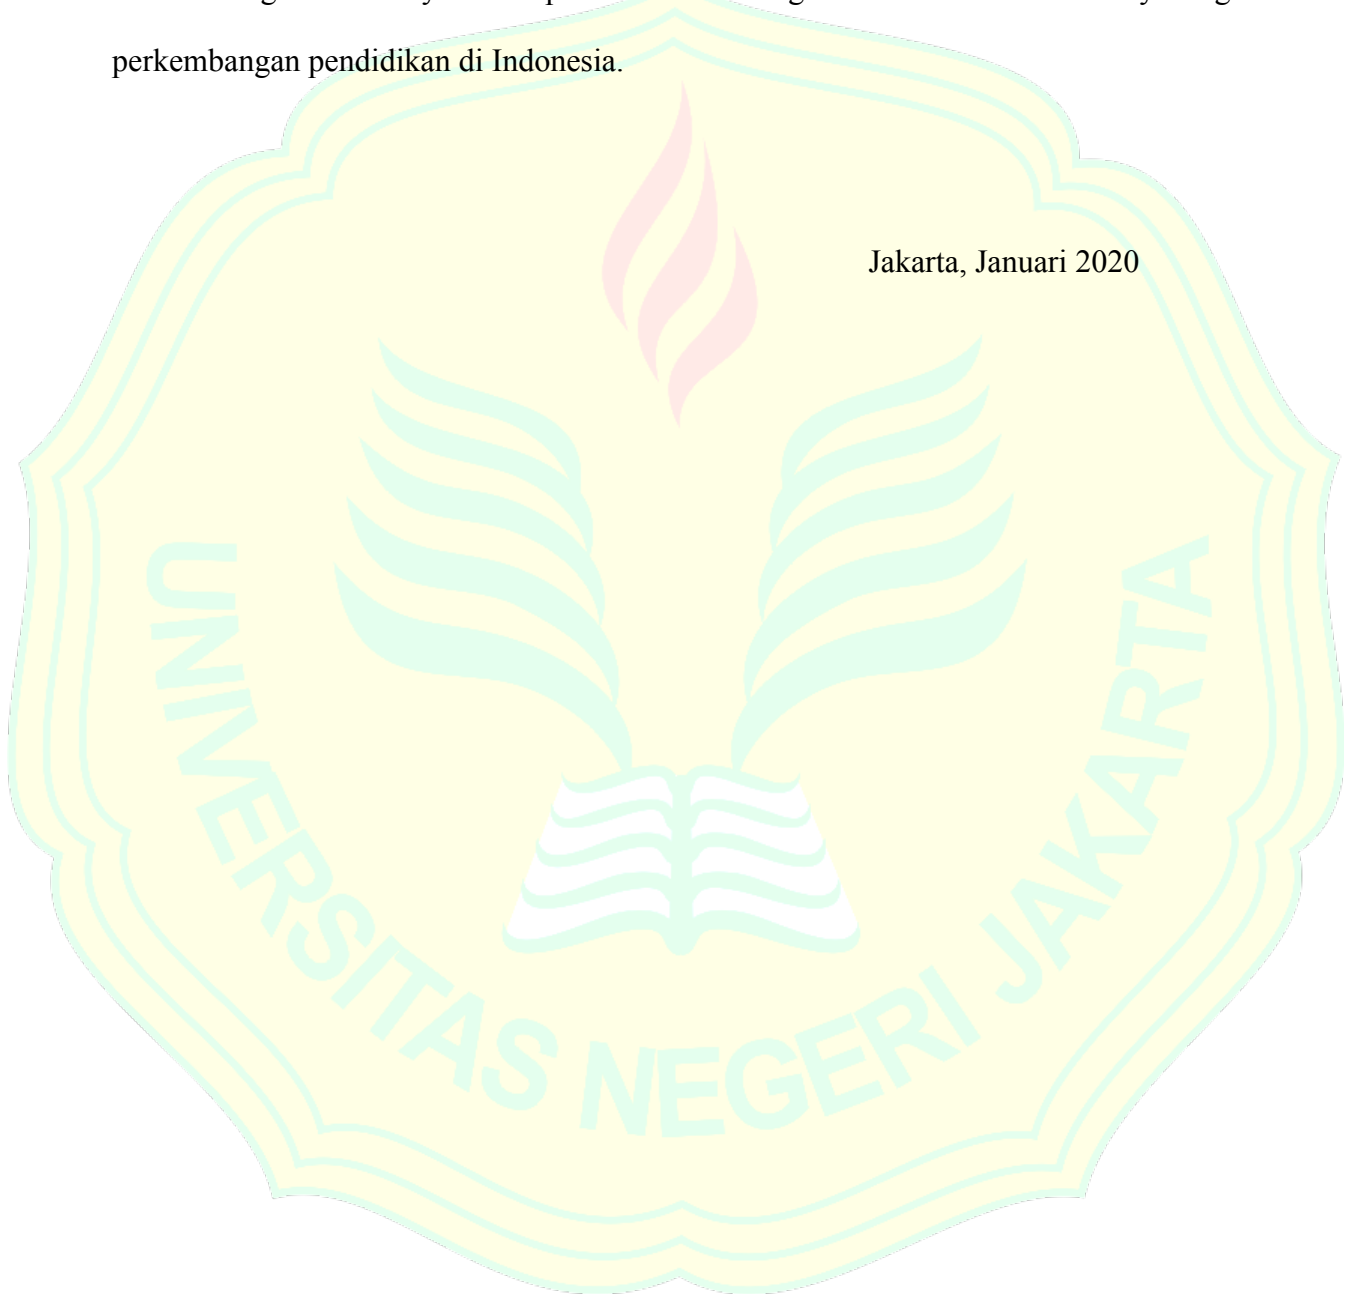 perkembangan pendidikan di Indonesia.
Jakarta, Januari 2020
UNIVERSITAS NEGERI JAKARTA